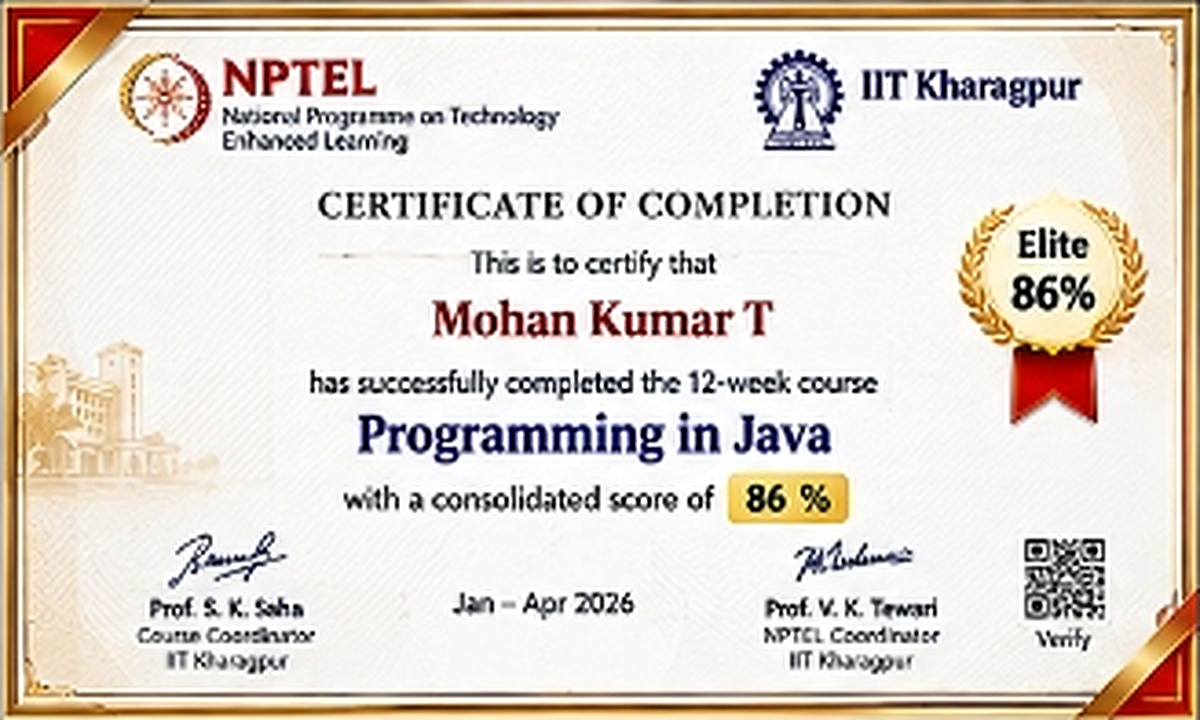 NPTEL
National Programme on Technology
Enhanced Learning
IIT Kharagpur
CERTIFICATE OF COMPLETION
This is to certify that
Mohan Kumar T
has successfully completed the 12-week course
Programming in Java
with a consolidated score of 86 %
Elite
86%
Prof. S. K. Saha
Course Coordinator
IIT Kharagpur
Jan – Apr 2026
Prof. V. K. Tewari
NPTEL Coordinator
IIT Kharagpur
Verify